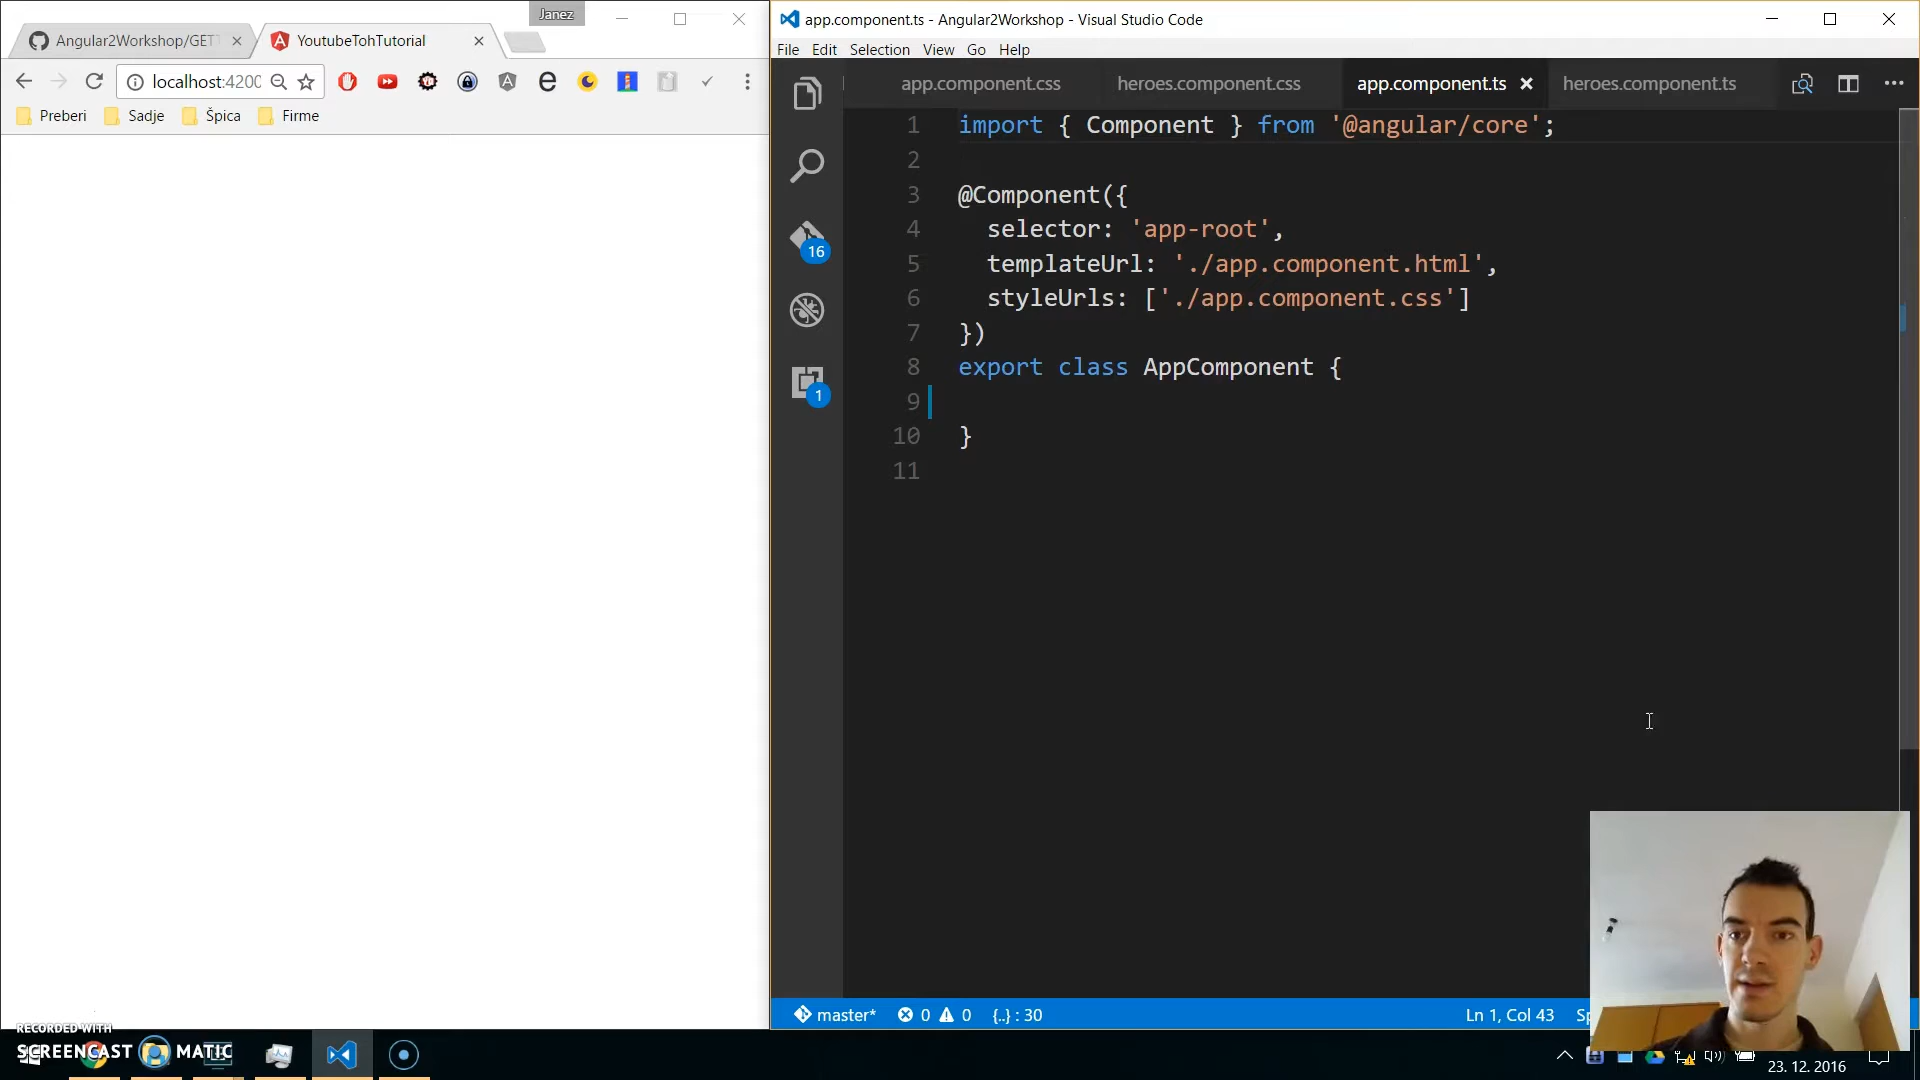 Janez
Angular2Workshop/GET
YoutubeTohTutorial
localhost:4200
Preberi
Sadje
Špica
Firme
app.component.ts - Angular2Workshop - Visual Studio Code
File Edit Selection View Go Help
app.component.css
heroes.component.css
app.component.ts
heroes.component.ts
16
1
1 import { Component } from '@angular/core';
2
3 @Component({
4 selector: 'app-root',
5 templateUrl: './app.component.html',
6 styleUrls: ['./app.component.css']
7 })
8 export class AppComponent {
9
10 }
11
master* 0 0 {..} : 30
Ln 1, Col 43
RECORDED WITH
SCREENCAST MATIC
23. 12. 2016